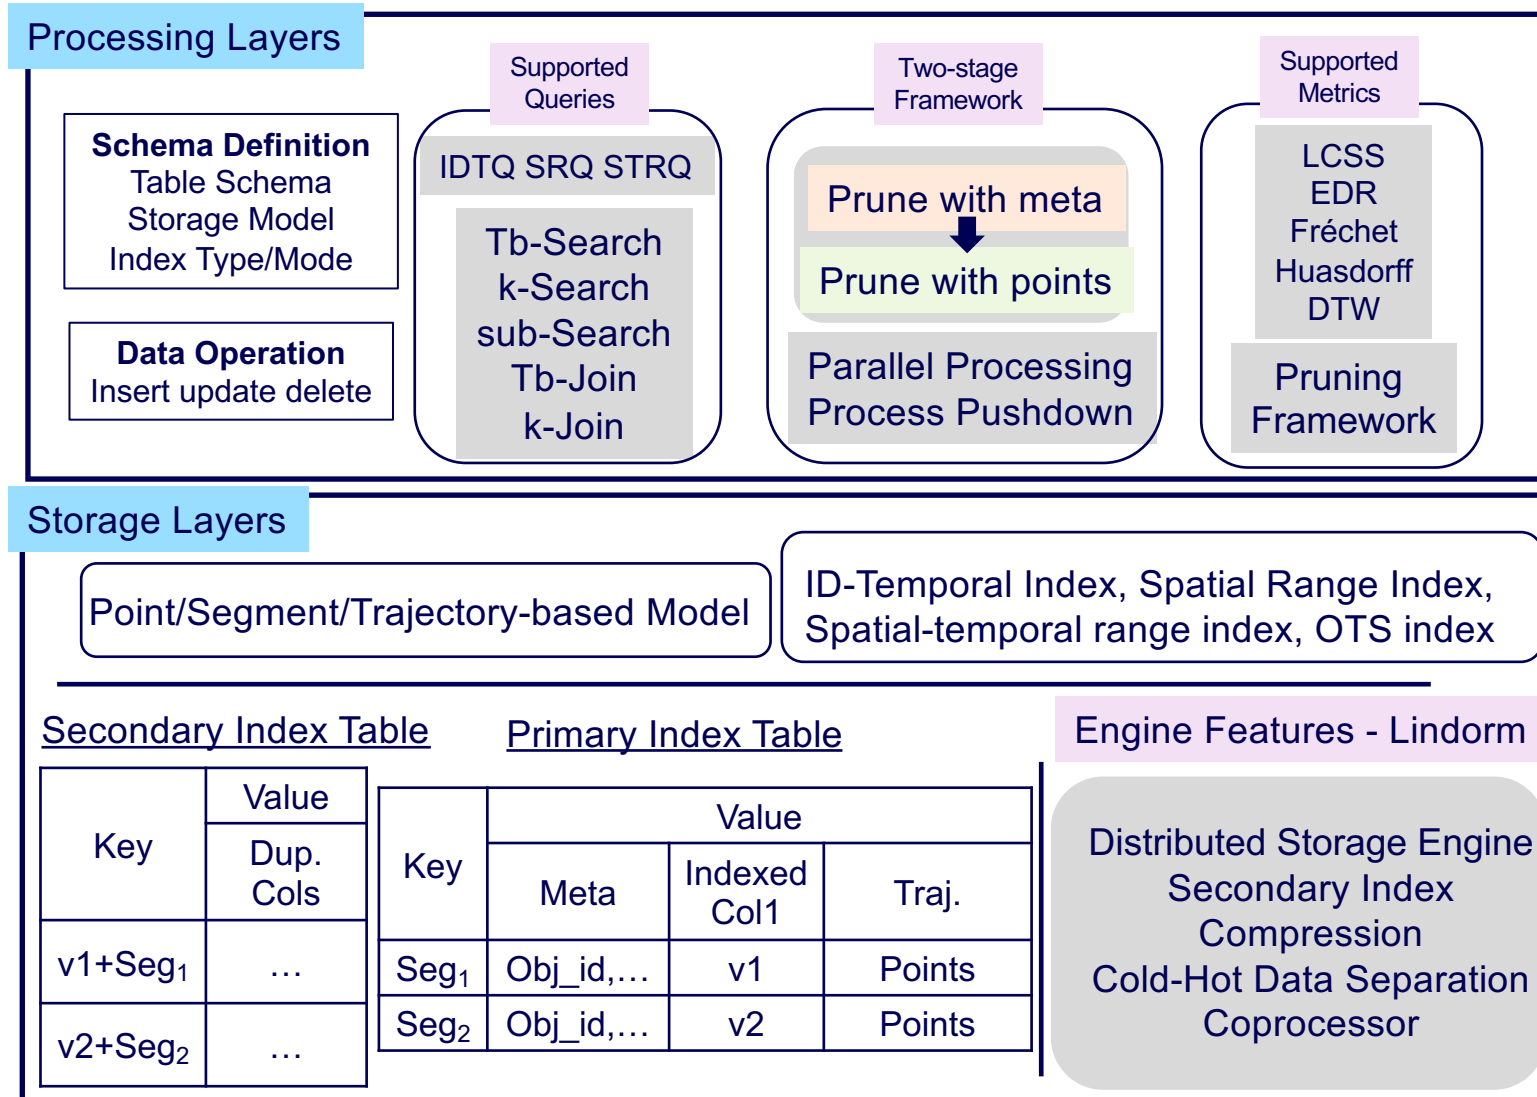 Processing Layers
Schema Definition
Table Schema
Storage Model
Index Type/Mode
Data Operation
Insert update delete
Supported
Queries
IDTQ SRQ STRQ
Tb-Search
k-Search
sub-Search
Tb-Join
k-Join
Two-stage
Framework
Prune with meta
Prune with points
Parallel Processing
Process Pushdown
Supported
Metrics
LCSS
EDR
Fréchet
Huasdorff
DTW
Pruning
Framework
Storage Layers
Point/Segment/Trajectory-based Model
ID-Temporal Index, Spatial Range Index,
Spatial-temporal range index, OTS index
Secondary Index Table
Key
Value
Dup.
Cols
v1+Seg₁
…
v2+Seg₂
…
Primary Index Table
Key
Value
Meta
Indexed
Col1
Traj.
Seg₁
Obj_id,…
v1
Points
Seg₂
Obj_id,…
v2
Points
Engine Features - Lindorm
Distributed Storage Engine
Secondary Index
Compression
Cold-Hot Data Separation
Coprocessor